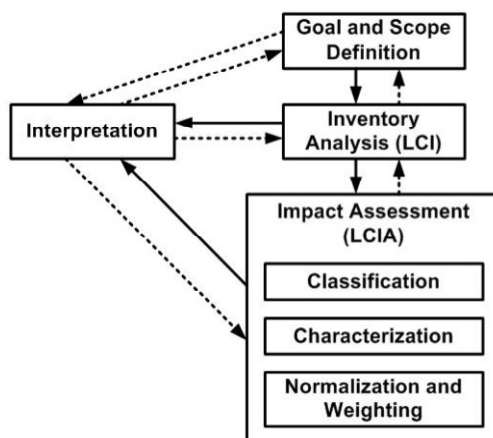 Goal and Scope
Definition
Interpretation
Inventory
Analysis (LCI)
Impact Assessment
(LCIA)
Classification
Characterization
Normalization and
Weighting